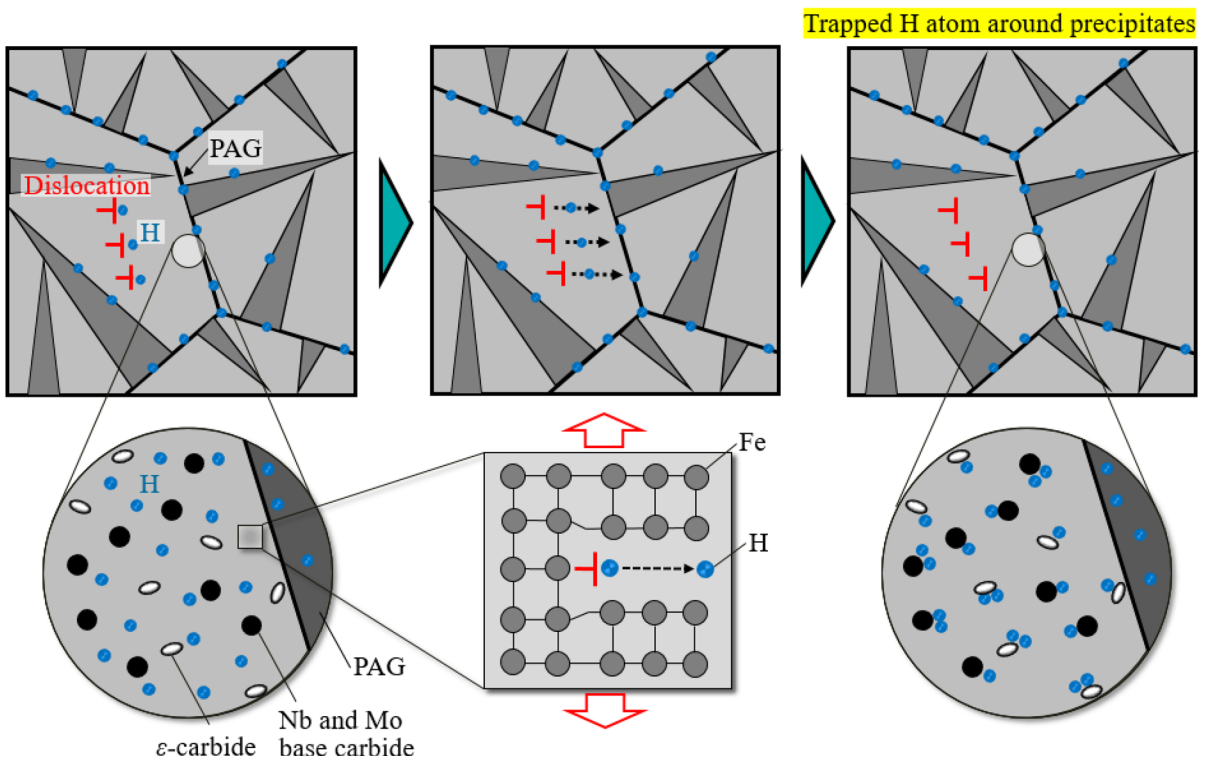 Trapped H atom around precipitates
PAG
Dislocation
H
Fe
H
H
PAG
Nb and Mo
base carbide
ε-carbide